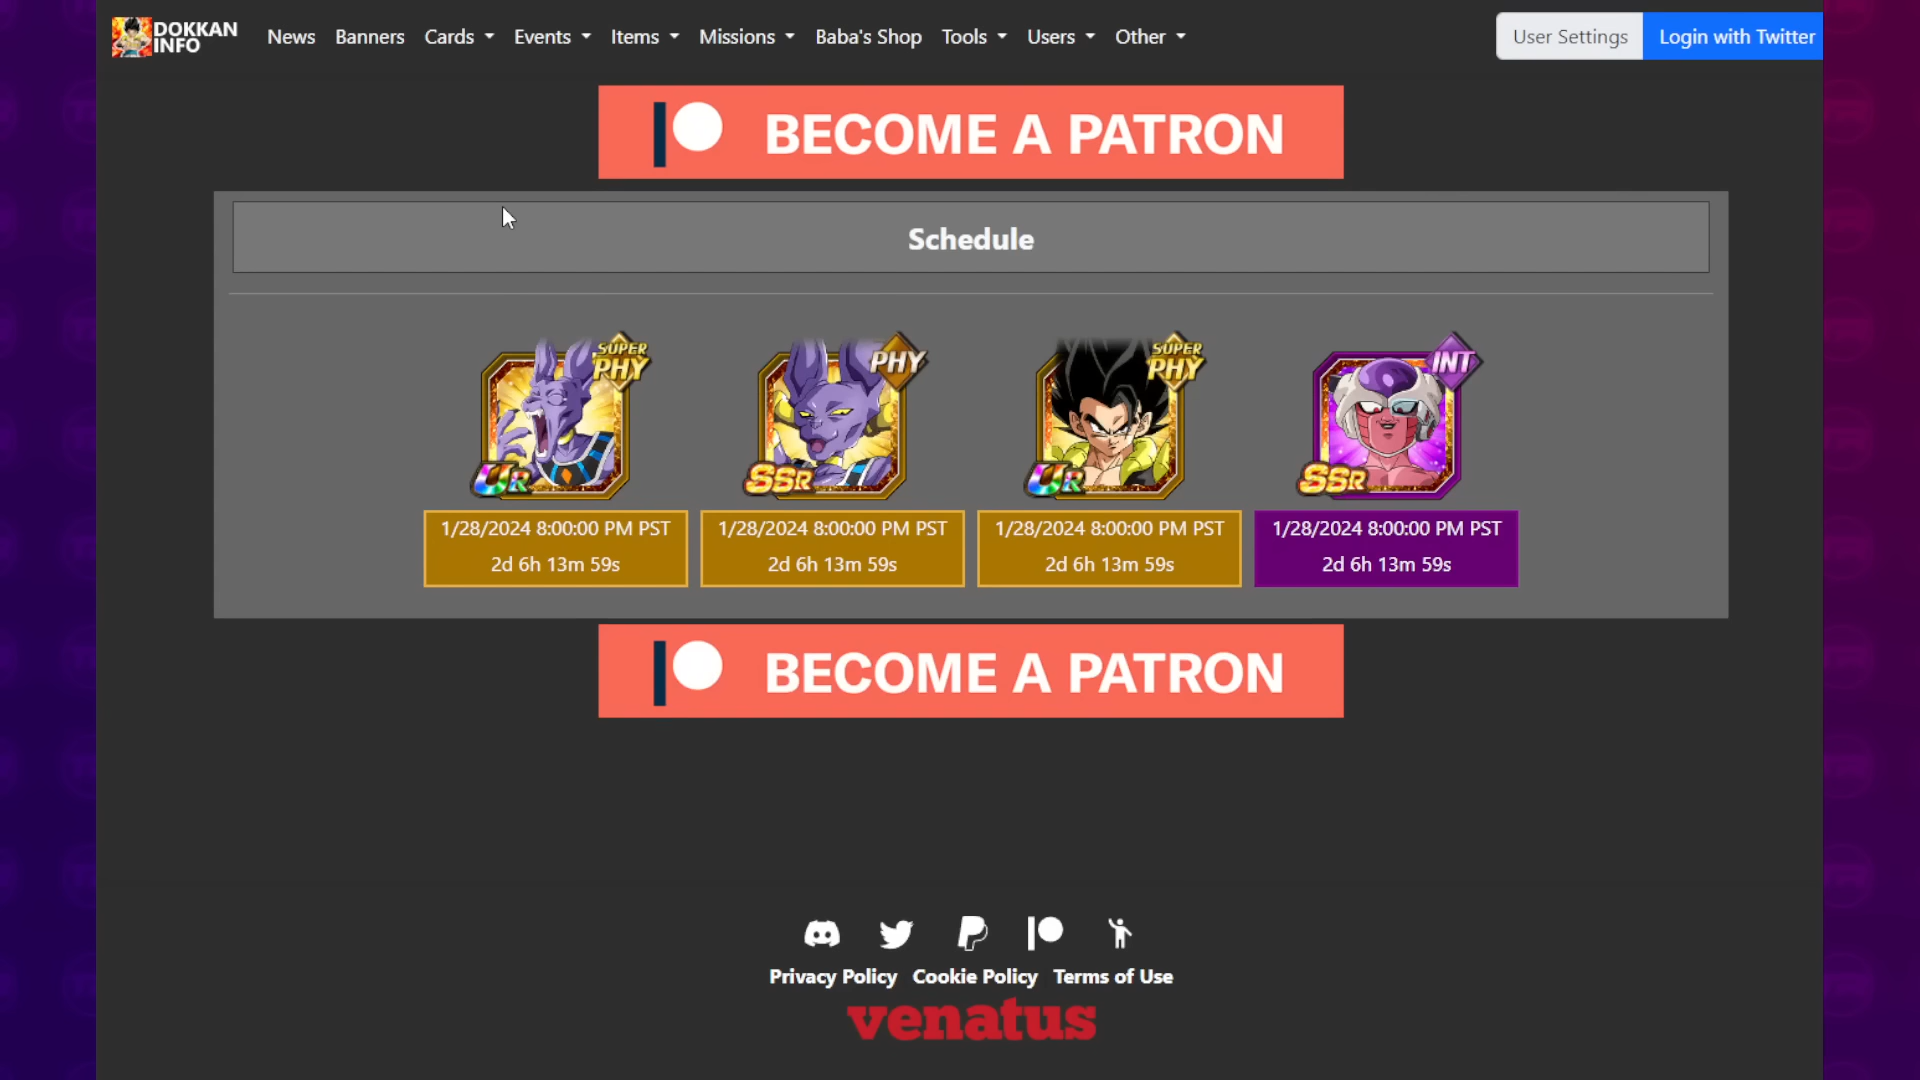 DOKKAN
INFO
News
Banners
Cards
Events
Items
Missions
Baba's Shop
Tools
Users
Other
User Settings
Login with Twitter
BECOME A PATRON
Schedule
SUPER
PHY
UR
PHY
SSR
SUPER
PHY
UR
INT
SSR
1/28/2024 8:00:00 PM PST
2d 6h 13m 59s
1/28/2024 8:00:00 PM PST
2d 6h 13m 59s
1/28/2024 8:00:00 PM PST
2d 6h 13m 59s
1/28/2024 8:00:00 PM PST
2d 6h 13m 59s
BECOME A PATRON
Privacy Policy
Cookie Policy
Terms of Use
venatus